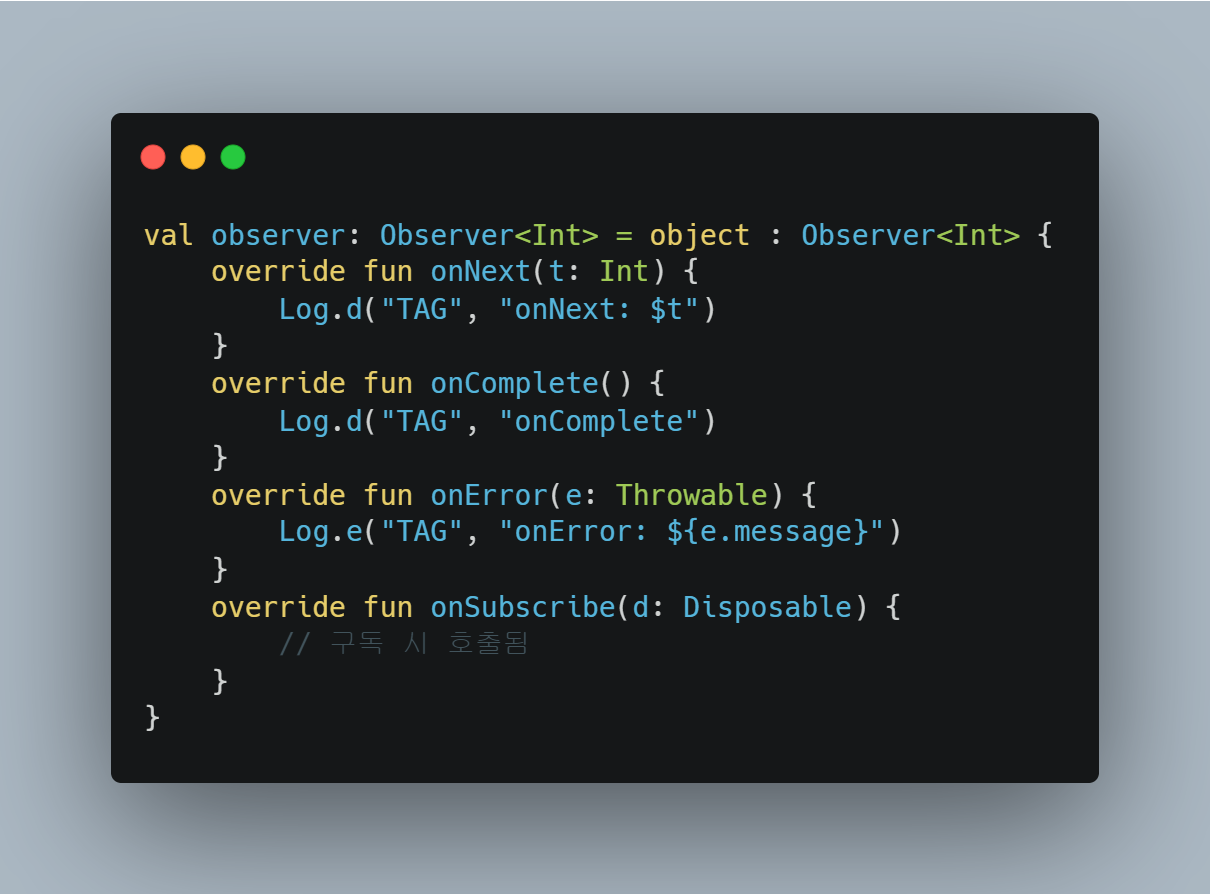 val observer: Observer<Int> = object : Observer<Int> {
    override fun onNext(t: Int) {
        Log.d("TAG", "onNext: $t")
    }
    override fun onComplete() {
        Log.d("TAG", "onComplete")
    }
    override fun onError(e: Throwable) {
        Log.e("TAG", "onError: ${e.message}")
    }
    override fun onSubscribe(d: Disposable) {
        // 구독 시 호출됨
    }
}